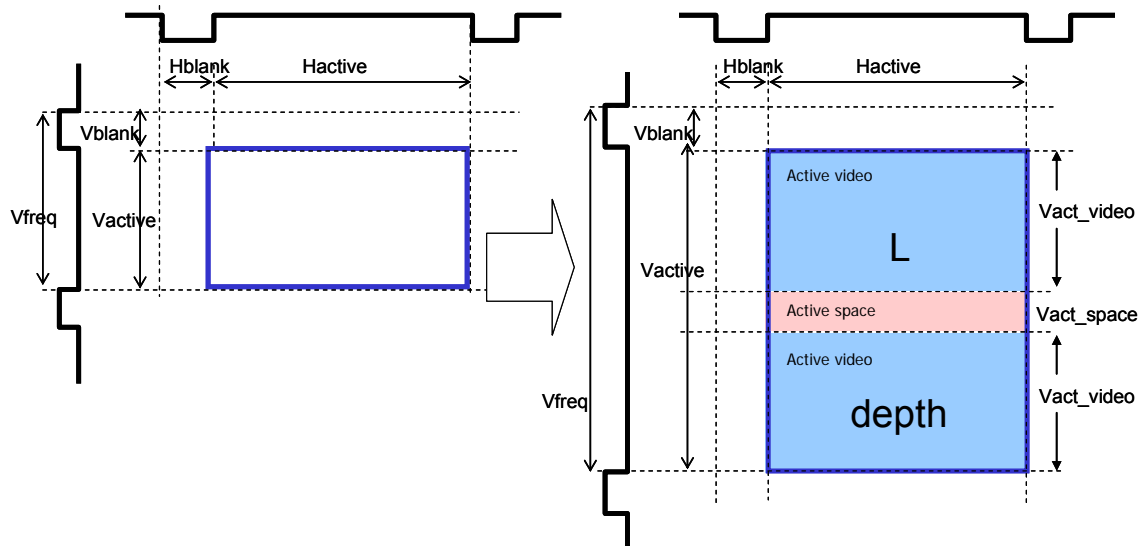 Hblank
Hactive
Vblank
Vfreq
Vactive
Hblank
Hactive
Vblank
Active video
L
Vact_video
Vactive
Active space
Vact_space
Active video
depth
Vact_video
Vfreq